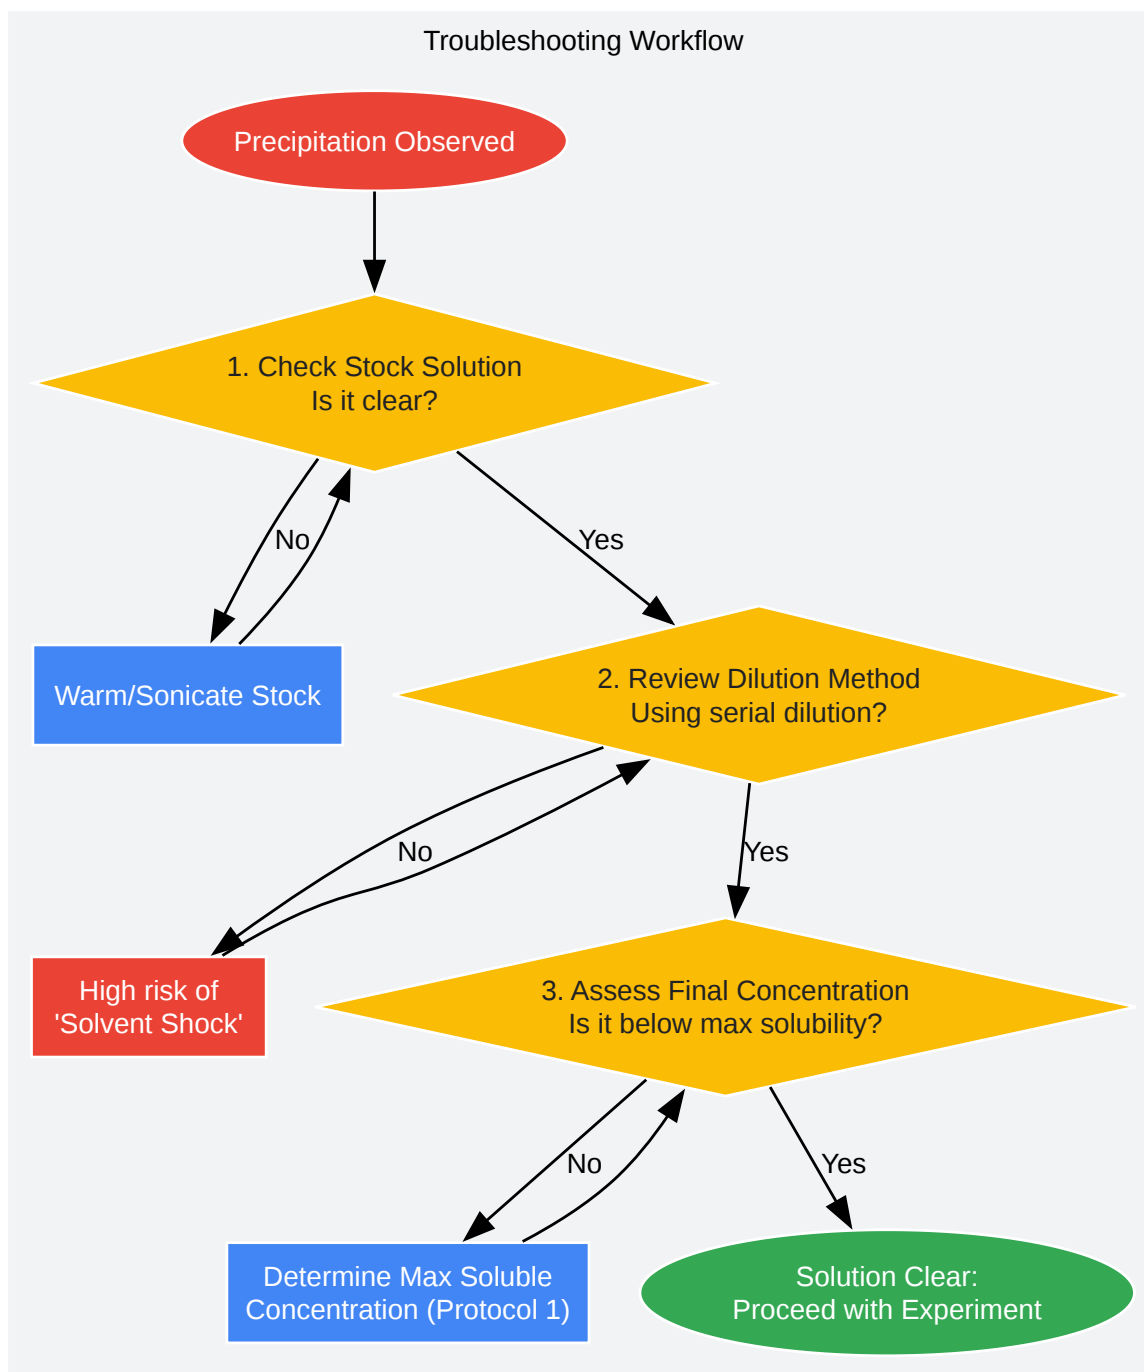 Troubleshooting Workflow
Precipitation Observed
1. Check Stock Solution
Is it clear?
No
Yes
Warm/Sonicate Stock
2. Review Dilution Method
Using serial dilution?
No
Yes
High risk of
'Solvent Shock'
3. Assess Final Concentration
Is it below max solubility?
No
Yes
Determine Max Soluble
Concentration (Protocol 1)
Solution Clear:
Proceed with Experiment